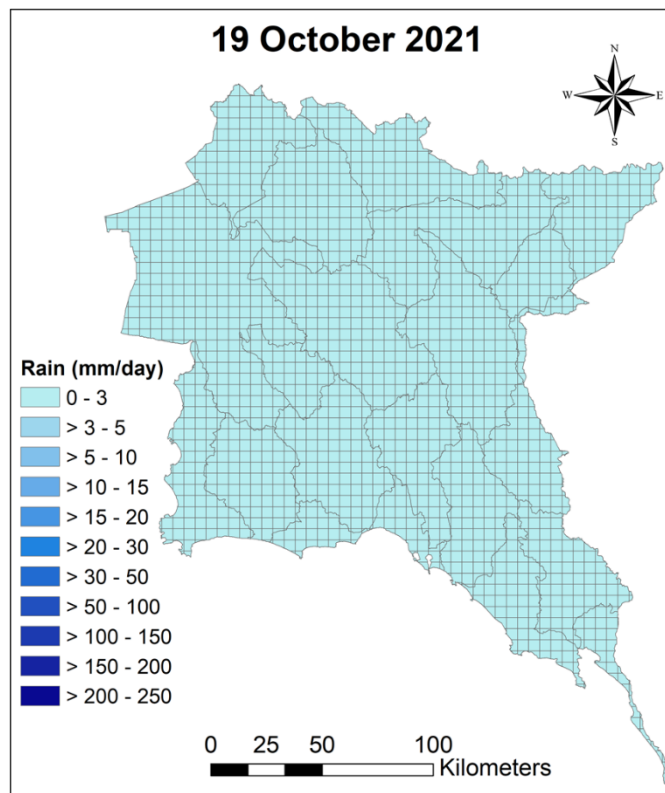 19 October 2021
N
W E
S
Rain (mm/day)
0 - 3
> 3 - 5
> 5 - 10
> 10 - 15
> 15 - 20
> 20 - 30
> 30 - 50
> 50 - 100
> 100 - 150
> 150 - 200
> 200 - 250
0 25 50 100
Kilometers